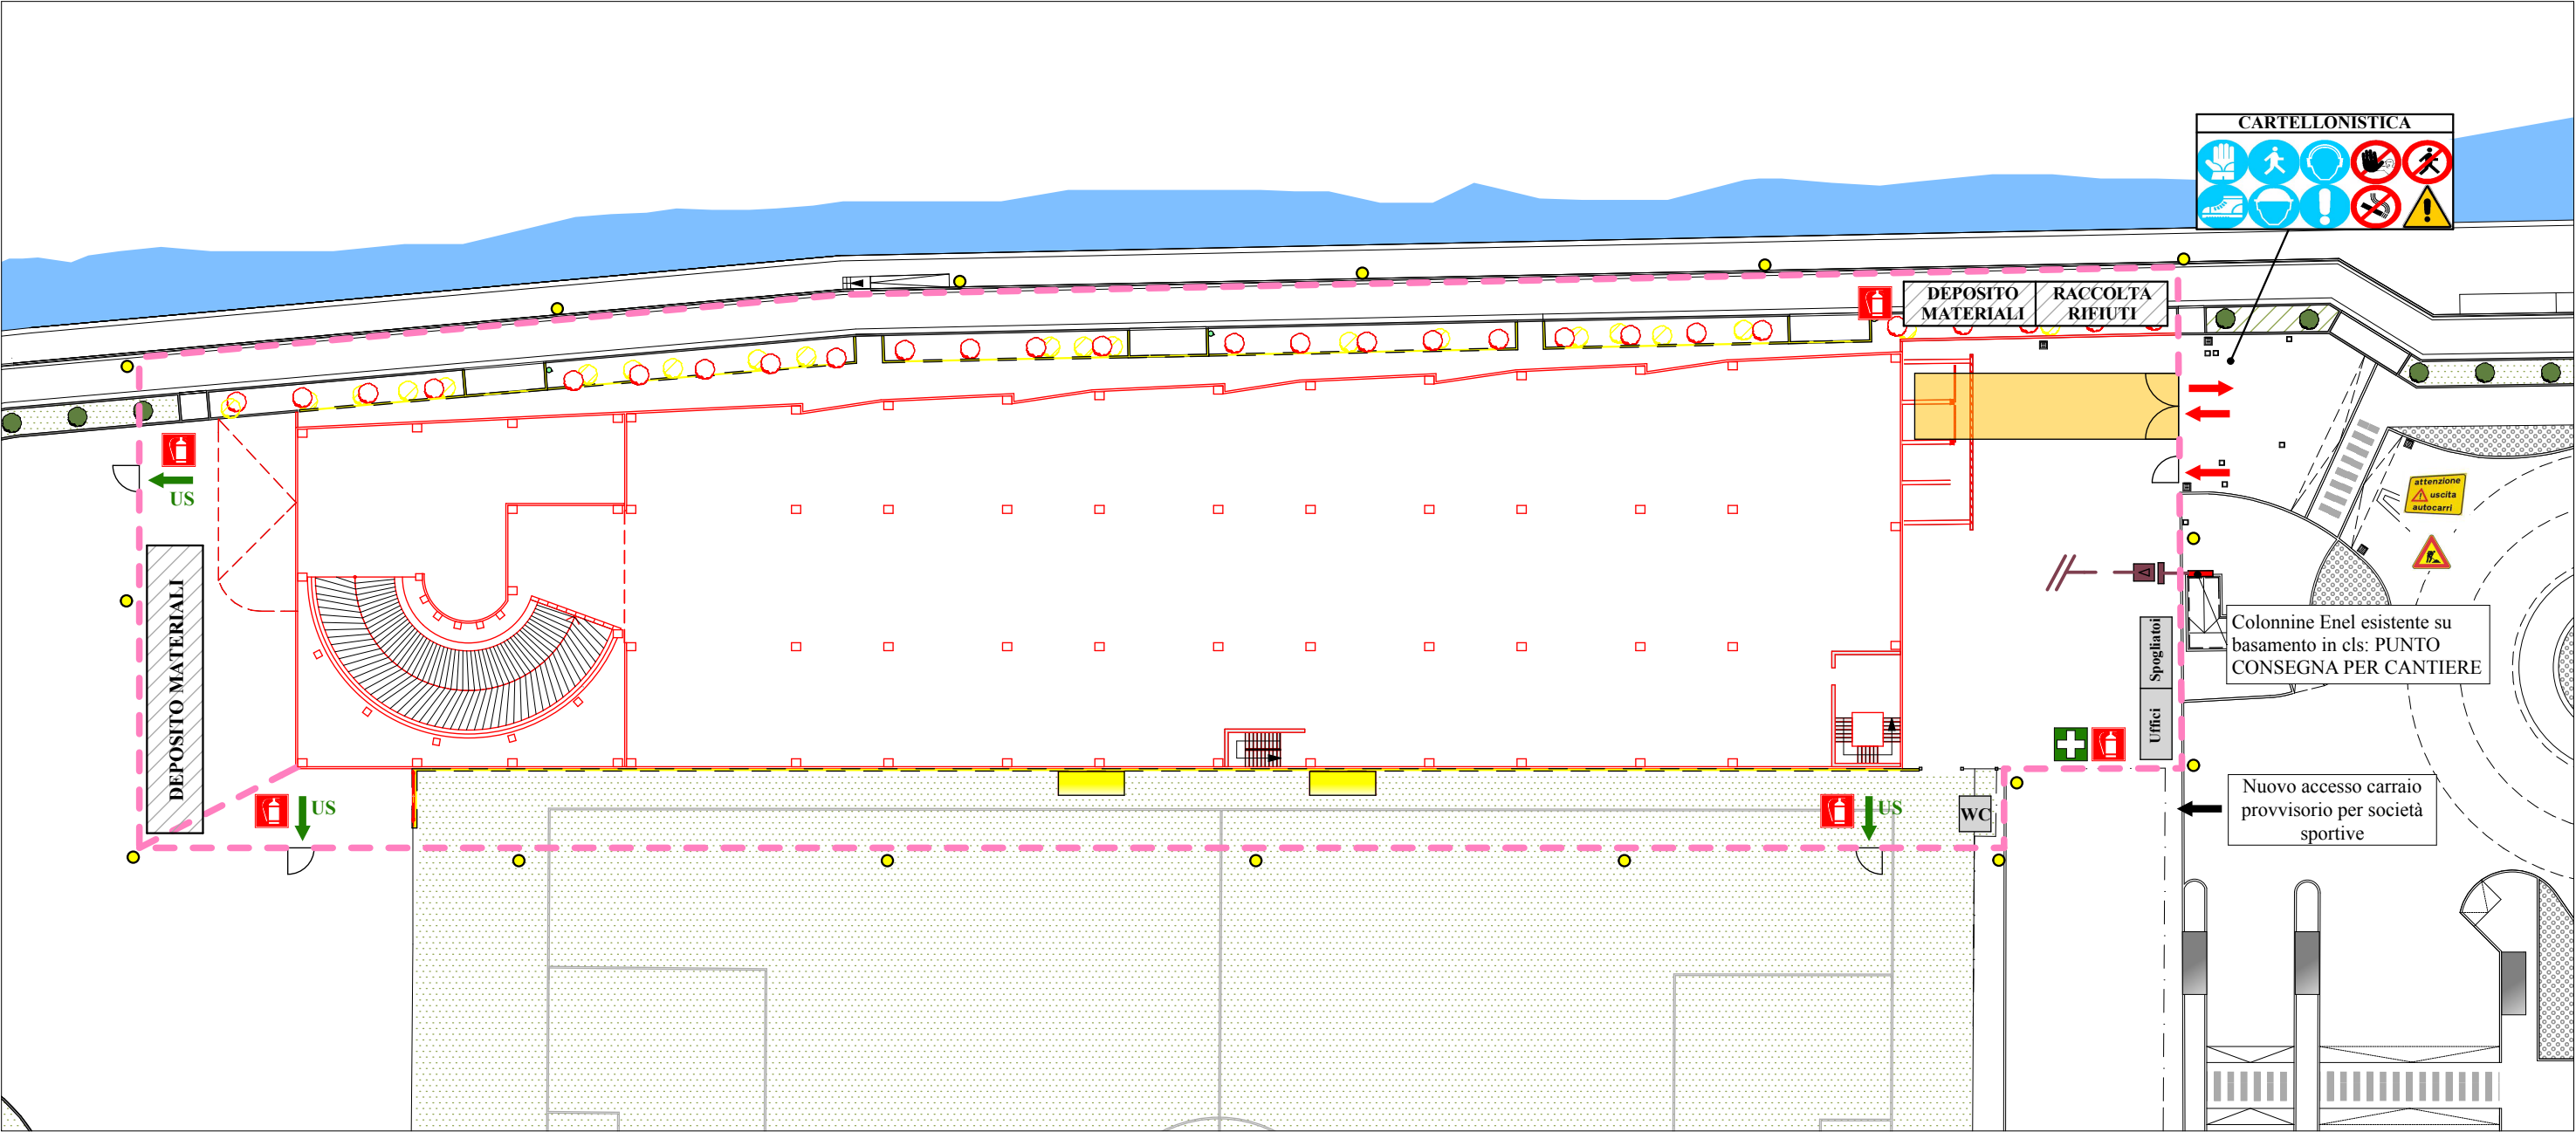 CARTELLONISTICA
DEPOSITO
MATERIALI
RACCOLTA
RIFIUTI
US
attenzione
uscita
autocarri
DEPOSITO MATERIALI
Colonnine Enel esistente su
basamento in cls: PUNTO
CONSEGNA PER CANTIERE
Spogliatoi
Uffici
US
US
WC
Nuovo accesso carraio
provvisorio per società
sportive